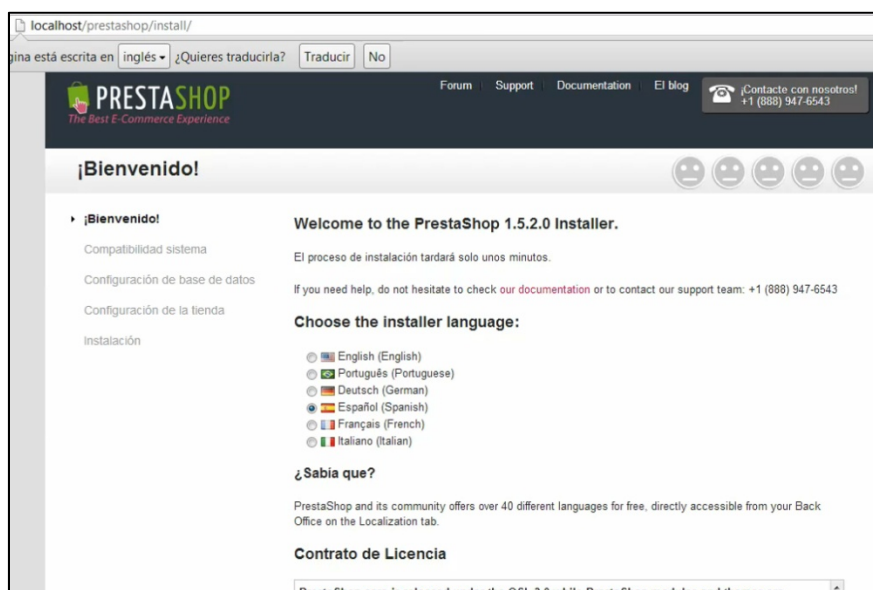 localhost/prestashop/install/
gina está escrita en inglés ¿Quieres traducirla? Traducir No
PRESTASHOP
The Best E-Commerce Experience
Forum Support Documentation El blog
¡Contacte con nosotros!
+1 (888) 947-6543
¡Bienvenido!
¡Bienvenido!
Compatibilidad sistema
Configuración de base de datos
Configuración de la tienda
Instalación
Welcome to the PrestaShop 1.5.2.0 Installer.
El proceso de instalación tardará solo unos minutos.
If you need help, do not hesitate to check our documentation or to contact our support team: +1 (888) 947-6543
Choose the installer language:
English (English)
Português (Portuguese)
Deutsch (German)
Español (Spanish)
Français (French)
Italiano (Italian)
¿Sabía que?
PrestaShop and its community offers over 40 different languages for free, directly accessible from your Back
Office on the Localization tab.
Contrato de Licencia